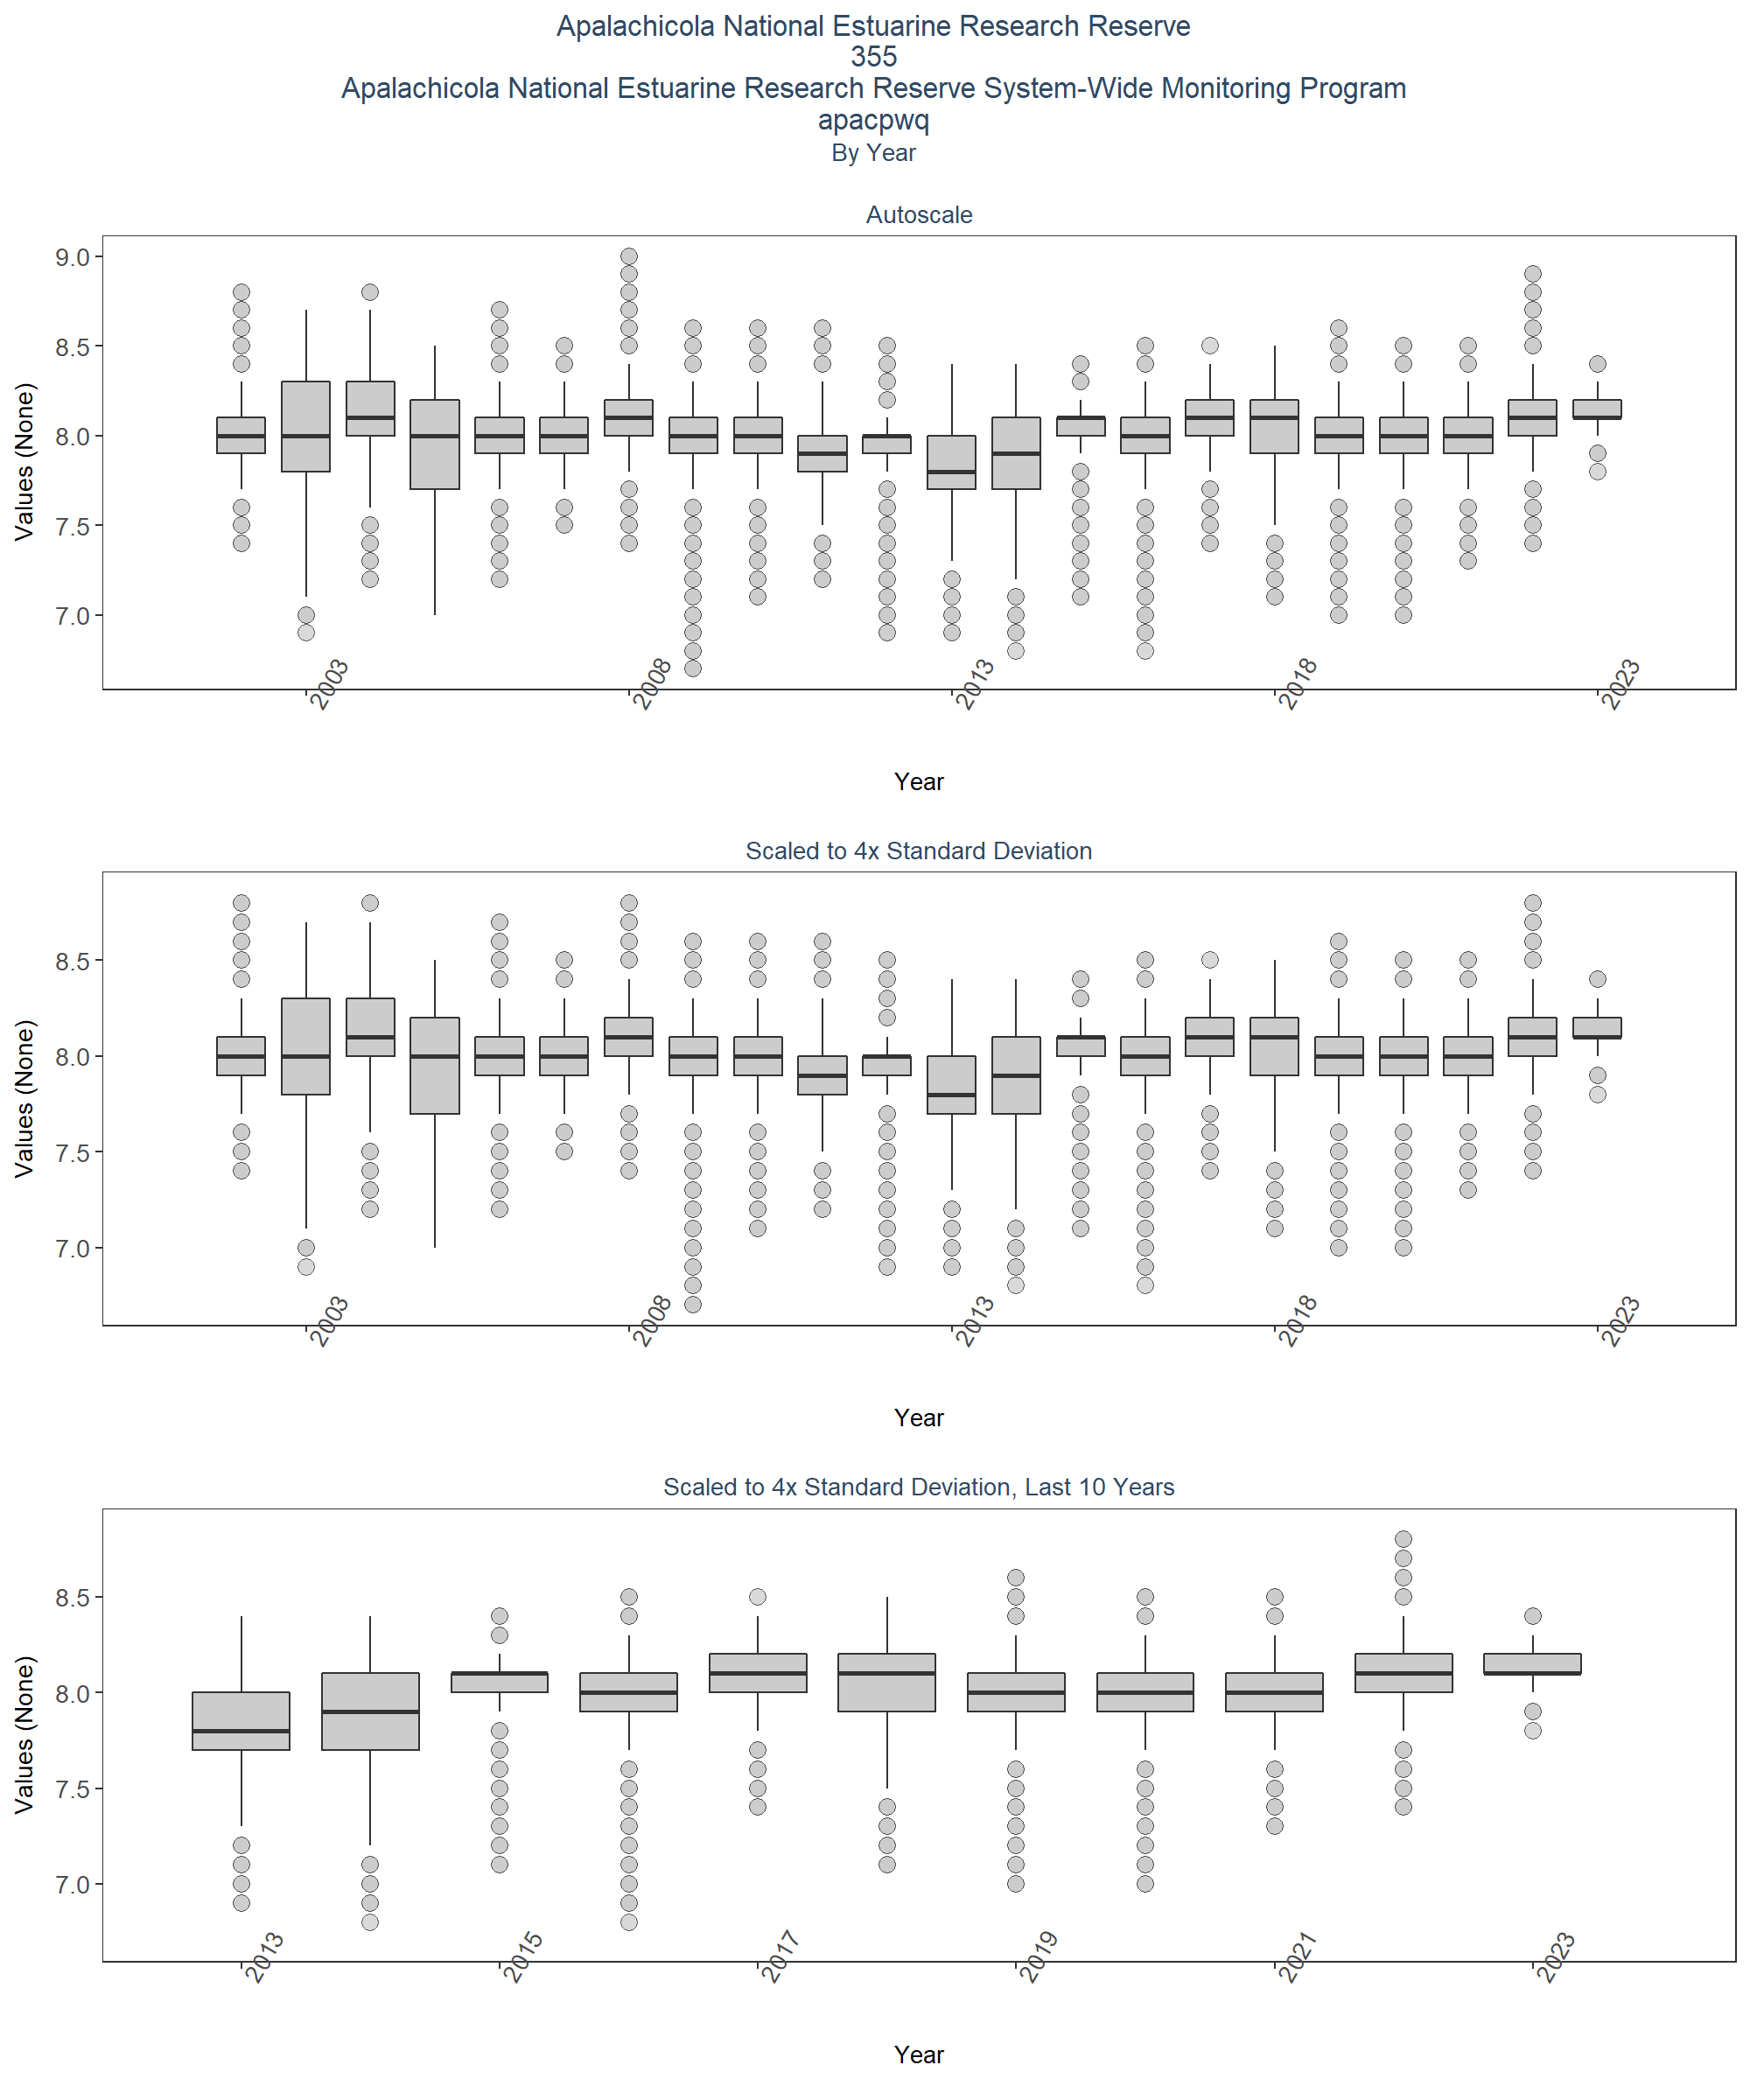 Apalachicola National Estuarine Research Reserve
355
Apalachicola National Estuarine Research Reserve System-Wide Monitoring Program
apacpwq
By Year
Autoscale
Values (None)
9.0
8.5
8.0
7.5
7.0
2003
2008
2013
2018
2023
Year
Scaled to 4x Standard Deviation
Values (None)
8.5
8.0
7.5
7.0
2003
2008
2013
2018
2023
Year
Scaled to 4x Standard Deviation, Last 10 Years
Values (None)
8.5
8.0
7.5
7.0
2013
2015
2017
2019
2021
2023
Year